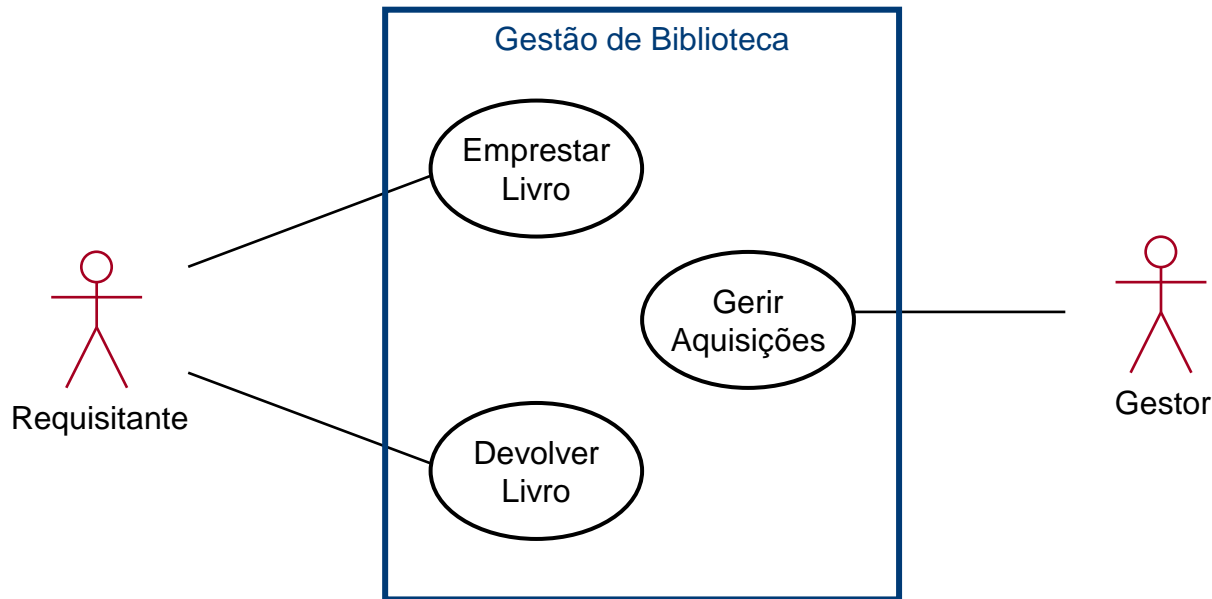 Gestão de Biblioteca
Emprestar
Livro
Gerir
Aquisições
Requisitante
Gestor
Devolver
Livro